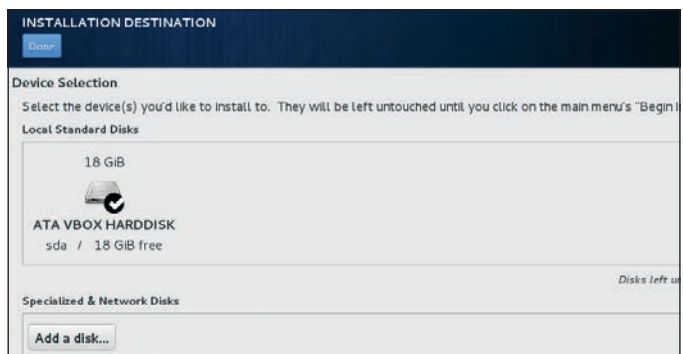 INSTALLATION DESTINATION
Done
Device Selection
Select the device(s) you'd like to install to. They will be left untouched until you click on the main menu's "Begin
Local Standard Disks
18 GiB
ATA VBOX HARDDISK
sda / 18 GiB free
Disks left
Specialized & Network Disks
Add a disk...